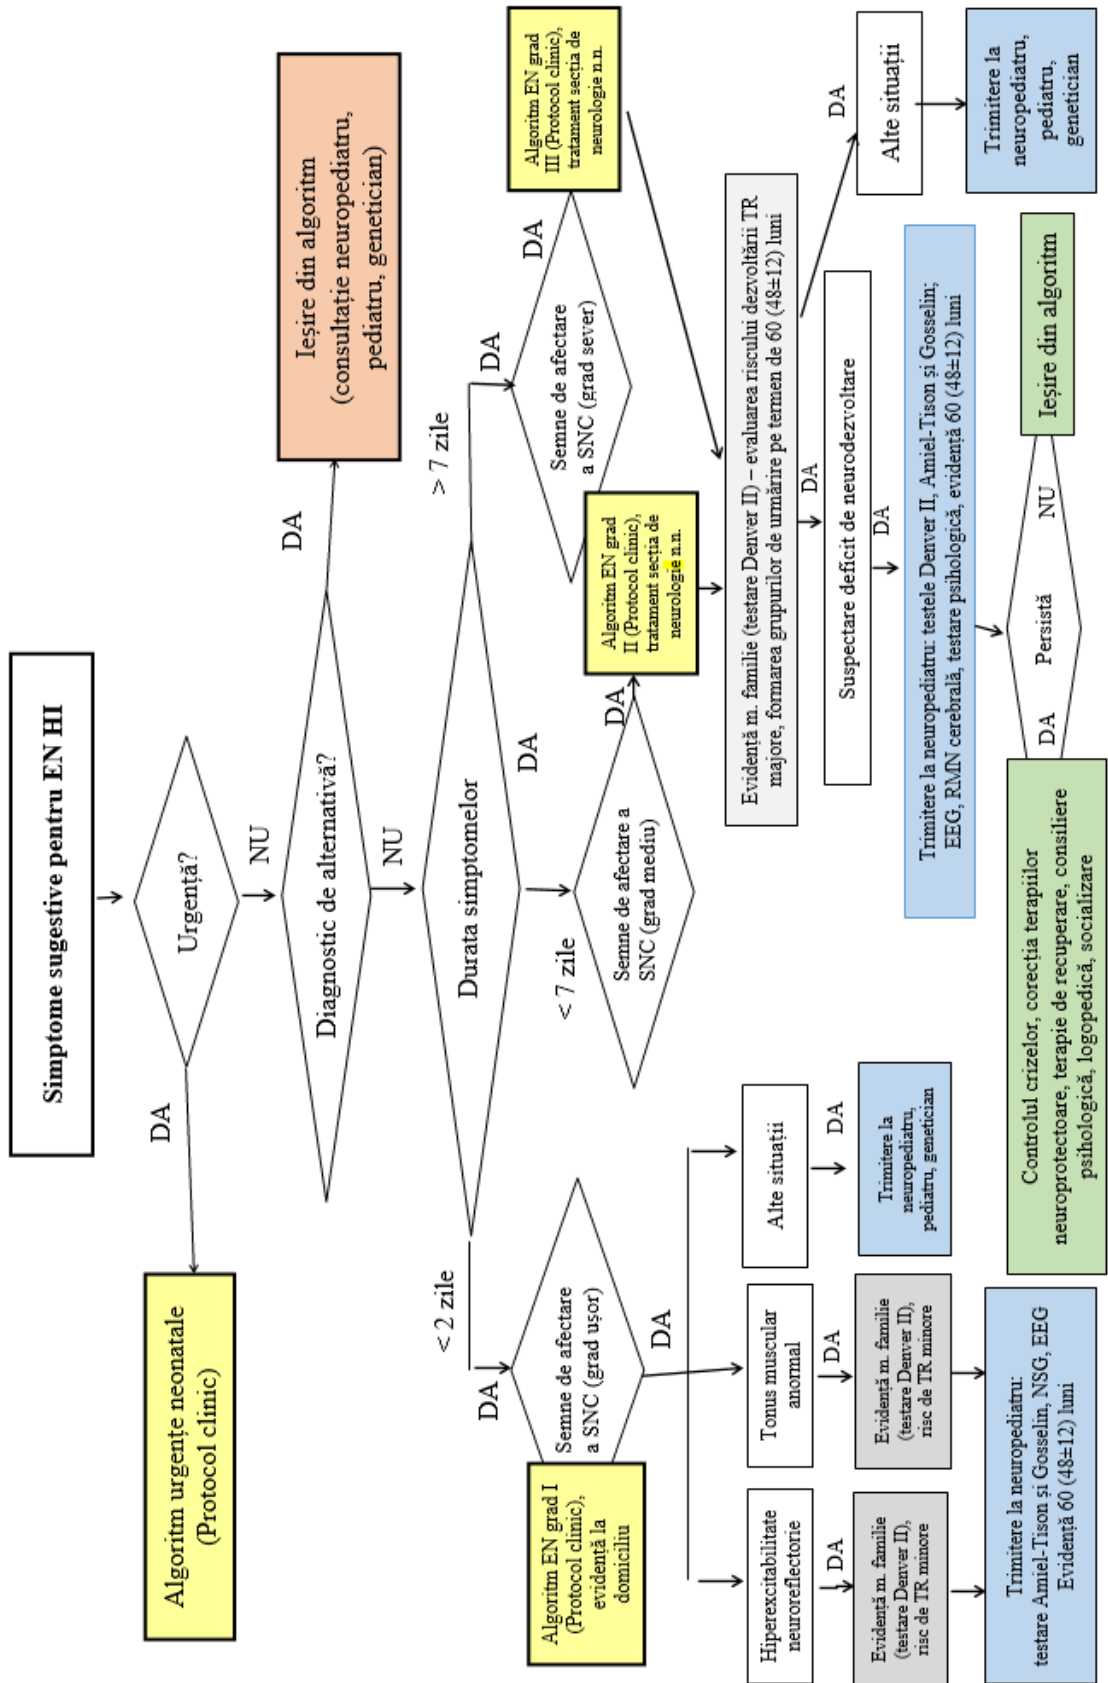 Simptome sugestive pentru EN HI
Urgență?
DA
NU
Algoritm urgențe neonatale
(Protocol clinic)
Diagnostic de alternativă?
DA
NU
Ieșire din algoritm
(consultație neuropediatru,
pediatru, genetician)
Durata simptomelor
< 2 zile
DA
< 7 zile
DA
> 7 zile
DA
Semne de afectare
a SNC (grad ușor)
DA
Algoritm EN grad I
(Protocol clinic),
evidență la
domiciliu
Semne de afectare a
SNC (grad mediu)
DA
Algoritm EN grad
II (Protocol clinic),
tratament secția de
neurologie n.n.
Semne de afectare
a SNC (grad sever)
DA
Algoritm EN grad
III (Protocol clinic),
tratament secția de
neurologie n.n.
Hiperexcitabilitate
neuroreflectorie
DA
Tonus muscular
anormal
DA
Alte situații
DA
Evidență m. familie
(testare Denver II),
risc de TR minore
Evidență m. familie
(testare Denver II),
risc de TR minore
Trimitere la
neuropediatru,
pediatru, genetician
Trimitere la neuropediatru:
testare Amiel-Tison și Gosselin, NSG, EEG
Evidență 60 (48±12) luni
Evidență m. familie (testare Denver II) – evaluarea riscului dezvoltării TR
majore, formarea grupurilor de urmărire pe termen de 60 (48±12) luni
DA
DA
Suspectare deficit de neurodezvoltare
DA
Alte situații
Trimitere la
neuropediatru,
pediatru,
genetician
Trimitere la neuropediatru: testele Denver II, Amiel-Tison și Gosselin;
EEG, RMN cerebrală, testare psihologică, evidență 60 (48±12) luni
DA
Persistă
NU
Controlul crizelor, corecția terapiilor
neuroprotectoare, terapie de recuperare, consiliere
psihologică, logopedică, socializare
Ieșire din algoritm